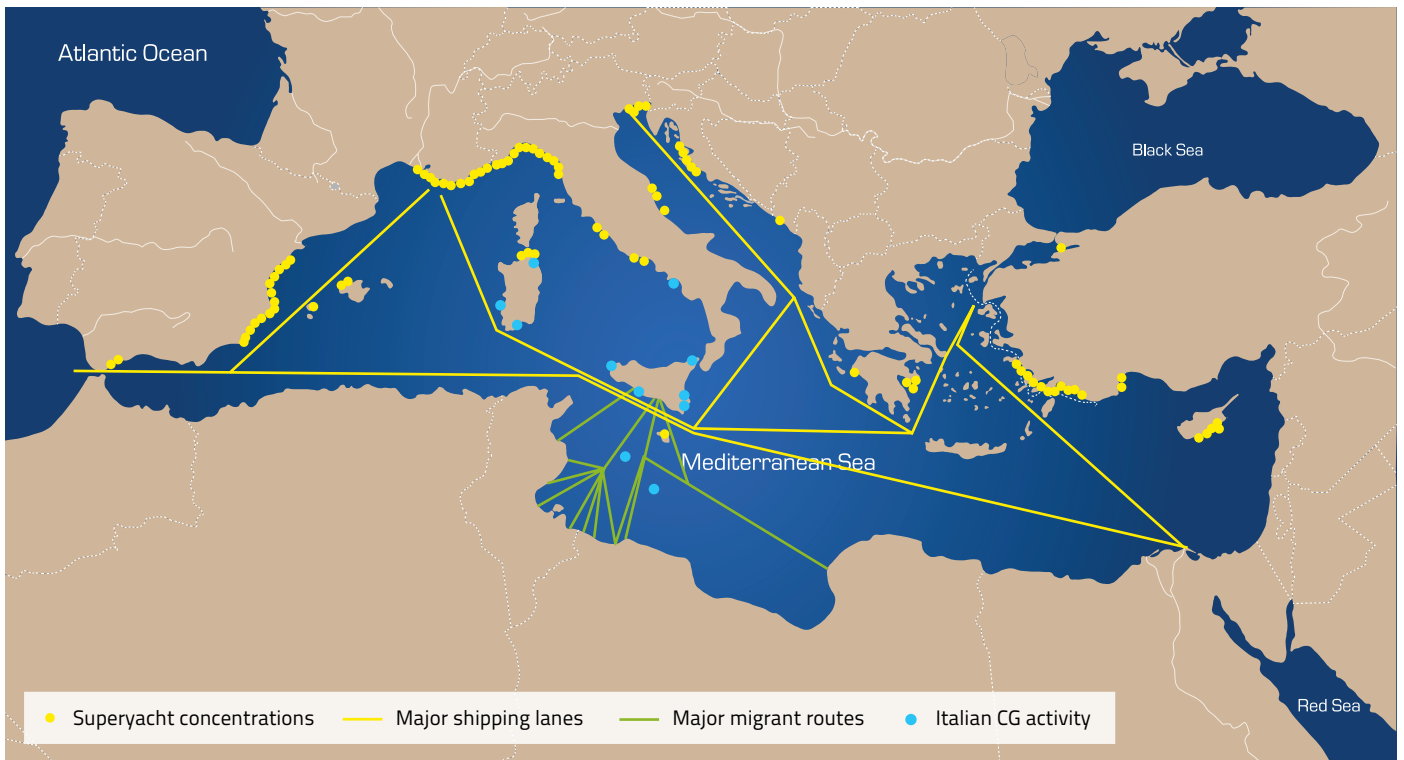 Atlantic Ocean
Black Sea
Mediterranean Sea
Red Sea
Superyacht concentrations
Major shipping lanes
Major migrant routes
Italian CG activity